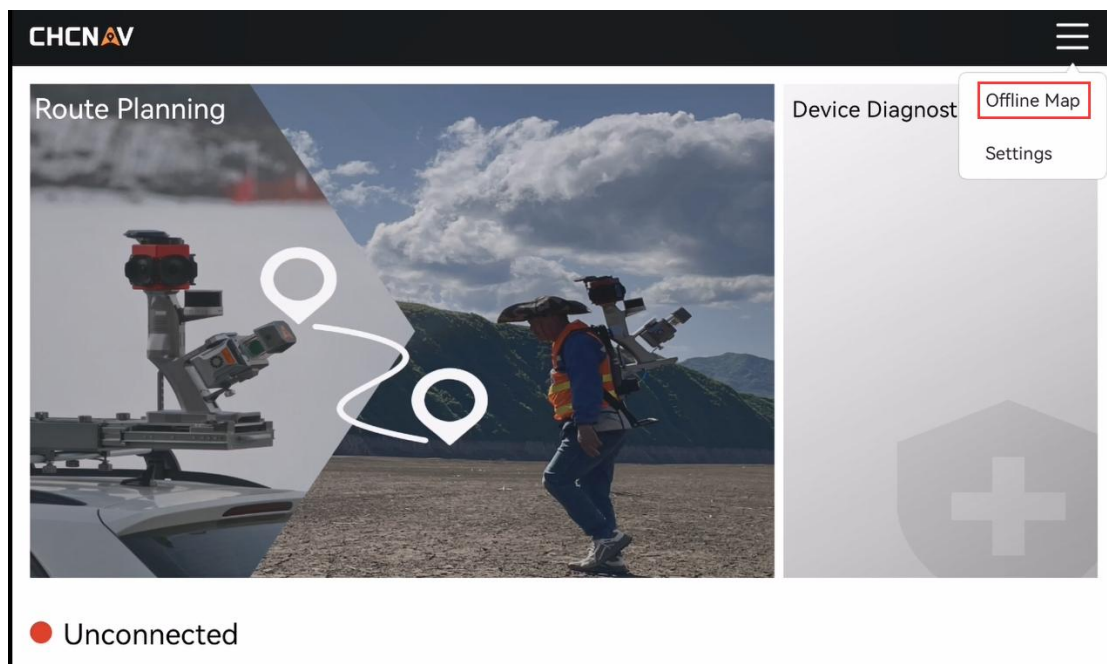 CHCNAV
Route Planning
Device Diagnost
Offline Map
Settings
Unconnected